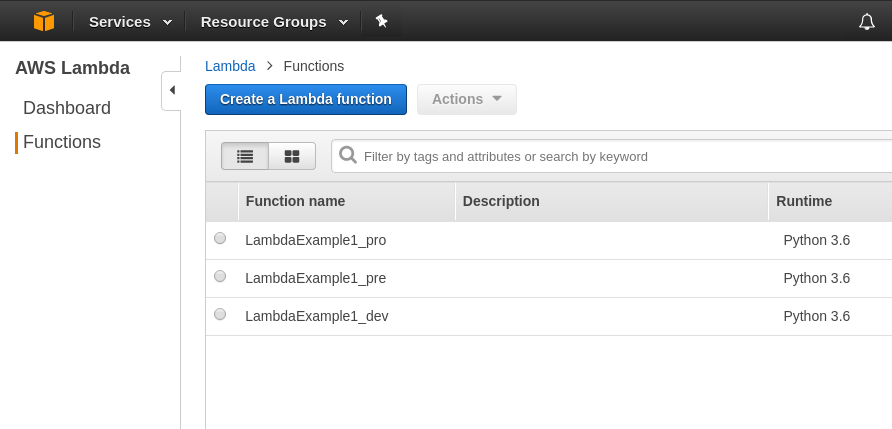 Services Resource Groups
AWS Lambda
Dashboard
Functions
Lambda > Functions
Create a Lambda function Actions
Filter by tags and attributes or search by keyword
Function name Description Runtime
LambdaExample1_pro Python 3.6
LambdaExample1_pre Python 3.6
LambdaExample1_dev Python 3.6